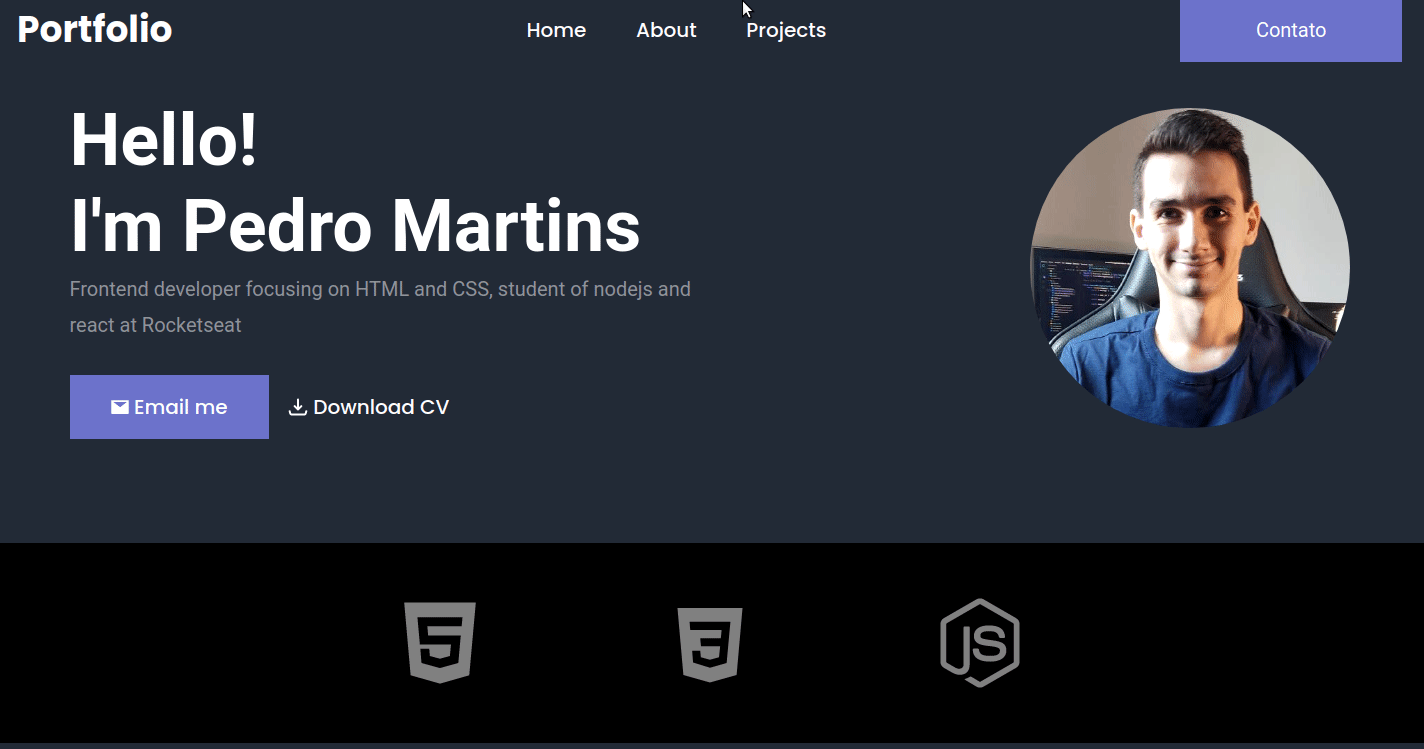 Portfolio Home About Projects Contato
Hello!
I'm Pedro Martins
Frontend developer focusing on HTML and CSS, student of nodejs and
react at Rocketseat
Email me Download CV
5 3 JS